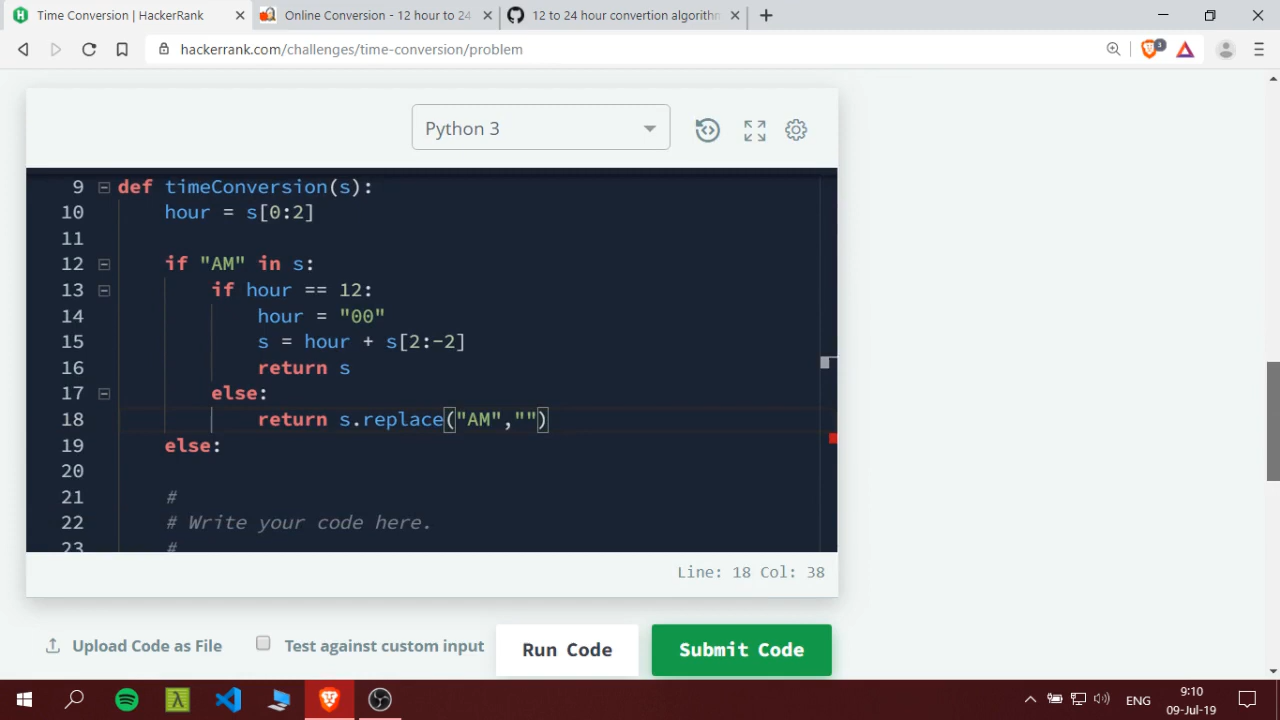 Time Conversion | HackerRank
Online Conversion - 12 hour to 24
12 to 24 hour convertion algorithm
hackerrank.com/challenges/time-conversion/problem
3
Python 3
9 def timeConversion(s):
10 hour = s[0:2]
11
12 if "AM" in s:
13 if hour == 12:
14 hour = "00"
15 s = hour + s[2:-2]
16 return s
17 else:
18 return s.replace("AM","")
19 else:
20
21 #
22 # Write your code here.
23 #
Line: 18 Col: 38
Upload Code as File
Test against custom input
Run Code
Submit Code
ENG
9:10
09-Jul-19